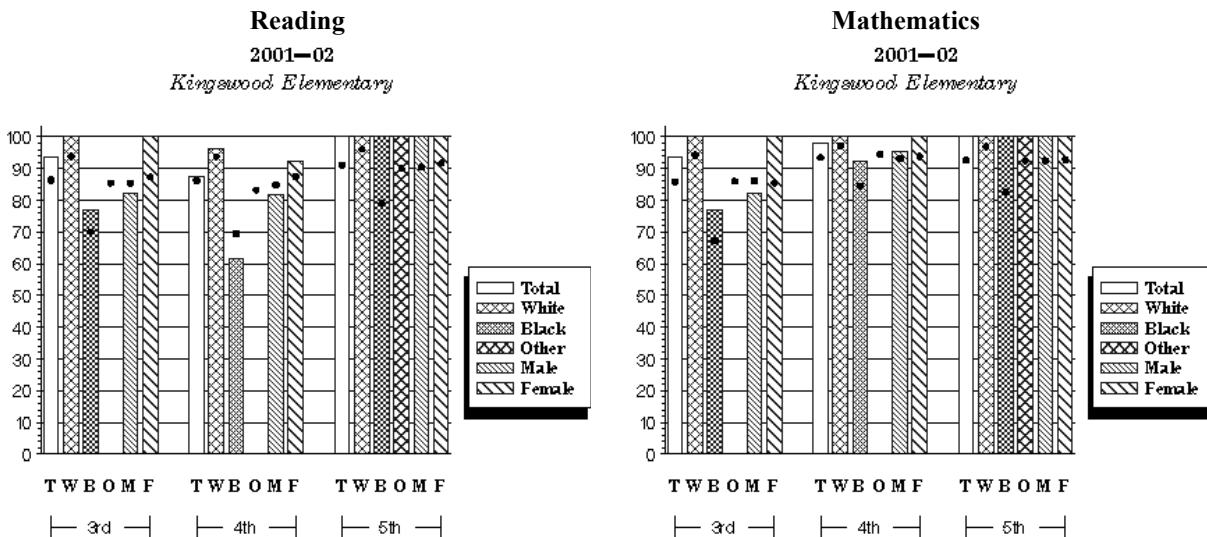 Reading
2001—02
Kingswood Elementary
100
90
80
70
60
50
40
30
20
10
0
T W B O M F T W B O M F T W B O M F
3rd 4th 5th
Total
White
Black
Other
Male
Female
Mathematics
2001—02
Kingswood Elementary
100
90
80
70
60
50
40
30
20
10
0
T W B O M F T W B O M F T W B O M F
3rd 4th 5th
Total
White
Black
Other
Male
Female